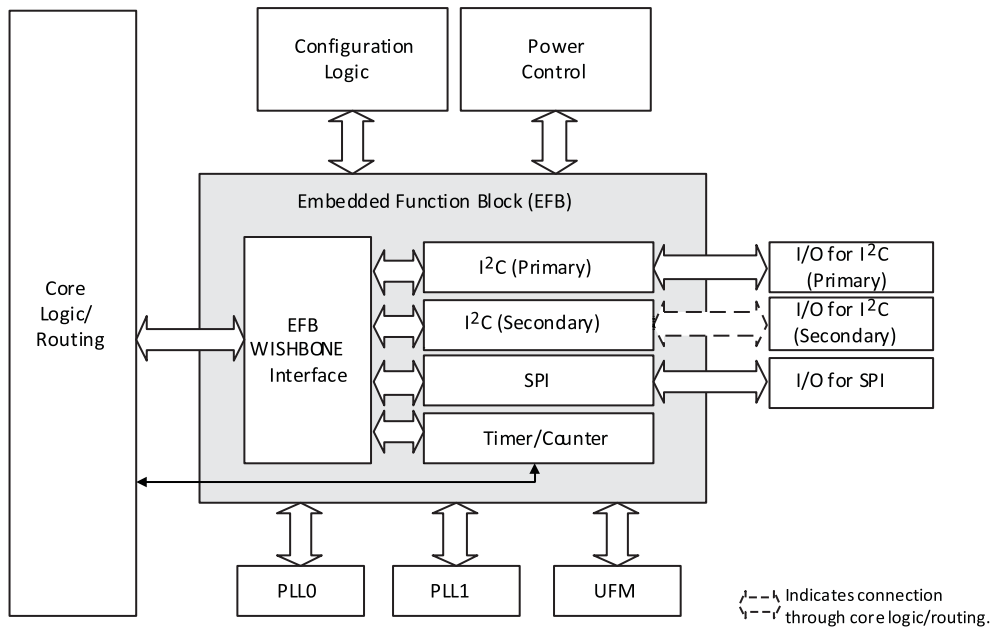 Configuration
Logic
Power
Control
Embedded Function Block (EFB)
Core
Logic/
Routing
EFB
WISHBONE
Interface
I²C (Primary)
I²C (Secondary)
SPI
Timer/Counter
I/O for I²C
(Primary)
I/O for I²C
(Secondary)
I/O for SPI
PLL0
PLL1
UFM
Indicates connection
through core logic/routing.